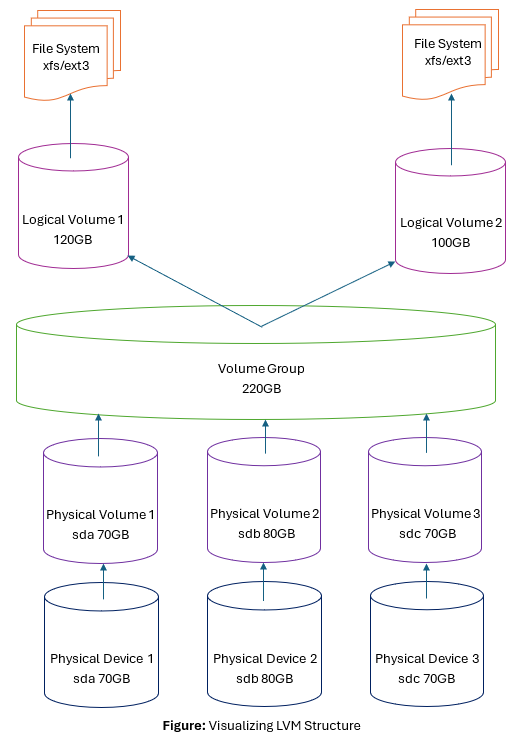 File System
xfs/ext3
File System
xfs/ext3
Logical Volume 1
120GB
Logical Volume 2
100GB
Volume Group
220GB
Physical Volume 1
sda 70GB
Physical Volume 2
sdb 80GB
Physical Volume 3
sdc 70GB
Physical Device 1
sda 70GB
Physical Device 2
sdb 80GB
Physical Device 3
sdc 70GB
Figure: Visualizing LVM Structure